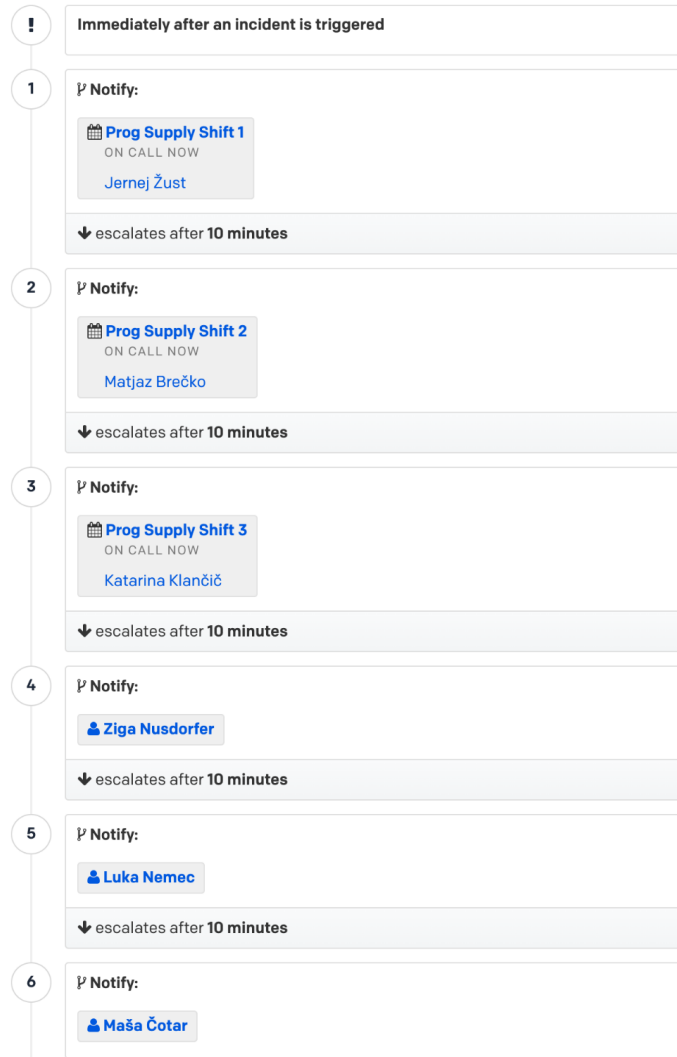 !
Immediately after an incident is triggered
1
Notify:
Prog Supply Shift 1
ON CALL NOW
Jernej Žust
escalates after 10 minutes
2
Notify:
Prog Supply Shift 2
ON CALL NOW
Matjaz Brečko
escalates after 10 minutes
3
Notify:
Prog Supply Shift 3
ON CALL NOW
Katarina Klančič
escalates after 10 minutes
4
Notify:
Ziga Nusdorfer
escalates after 10 minutes
5
Notify:
Luka Nemec
escalates after 10 minutes
6
Notify:
Maša Čotar